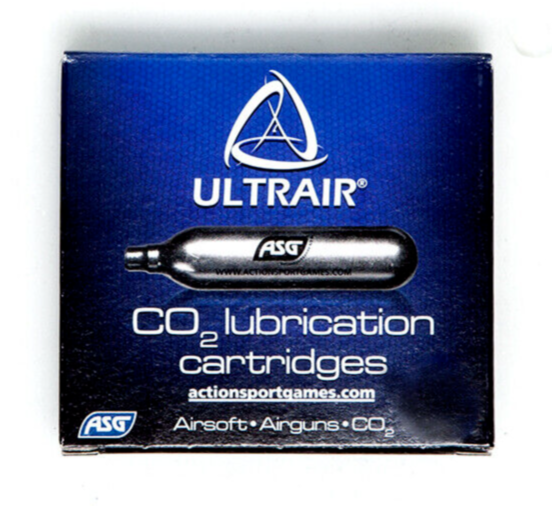 ULTRAIR®
ASG
WWW.ACTIONSPORTGAMES.COM
CO₂ lubrication
cartridges
actionsportgames.com
ASG
Airsoft•Airguns•CO₂